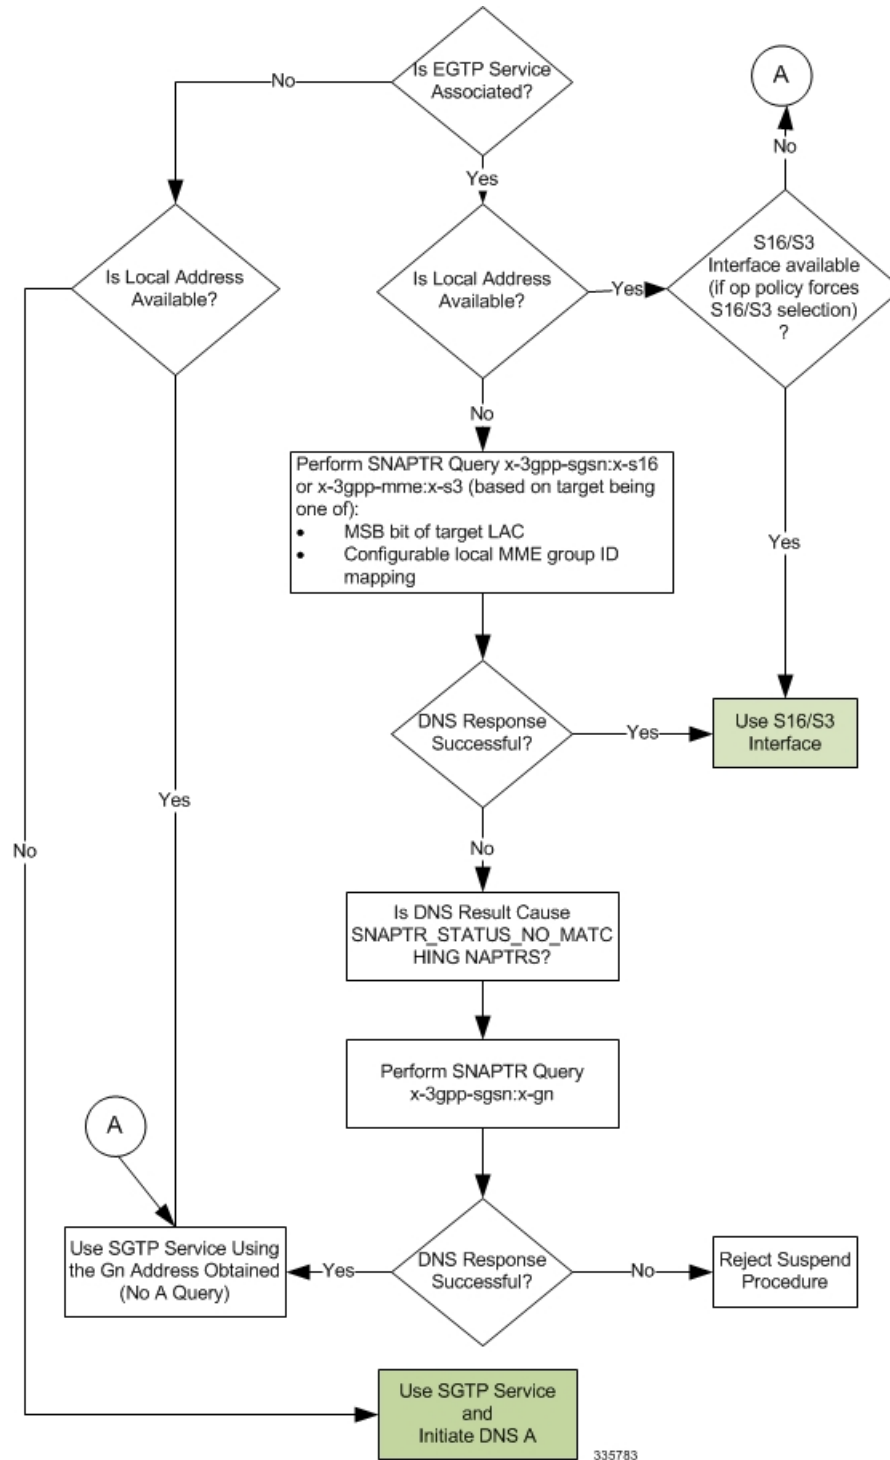 Is EGTP Service
Associated?
No
A
Yes
No
Is Local Address
Available?
Is Local Address
Available?
Yes
S16/S3
Interface available
(if op policy forces
S16/S3 selection)
?
No
Perform SNAPTR Query x-3gpp-sgsn:x-s16
or x-3gpp-mme:x-s3 (based on target being
one of):
• MSB bit of target LAC
• Configurable local MME group ID
mapping
Yes
DNS Response
Successful?
Yes
Use S16/S3
Interface
Yes
No
No
Is DNS Result Cause
SNAPTR_STATUS_NO_MATC
HING NAPTRS?
Perform SNAPTR Query
x-3gpp-sgsn:x-gn
A
Use SGTP Service Using
the Gn Address Obtained
(No A Query)
Yes
DNS Response
Successful?
No
Reject Suspend
Procedure
Use SGTP Service
and
Initiate DNS A
335783